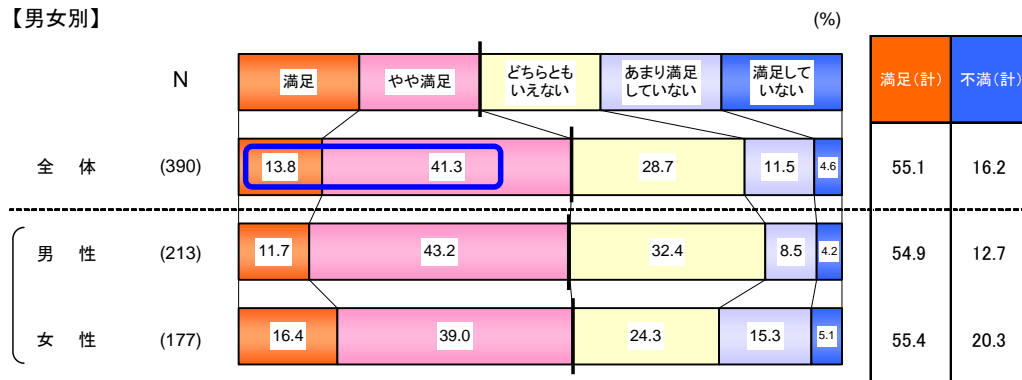 【男女別】
(%)
N
満足
やや満足
どちらとも
いえない
あまり満足
していない
満足して
いない
満足(計)
不満(計)
全 体 (390) 13.8 41.3 28.7 11.5 4.6 55.1 16.2
男 性 (213) 11.7 43.2 32.4 8.5 4.2 54.9 12.7
女 性 (177) 16.4 39.0 24.3 15.3 5.1 55.4 20.3